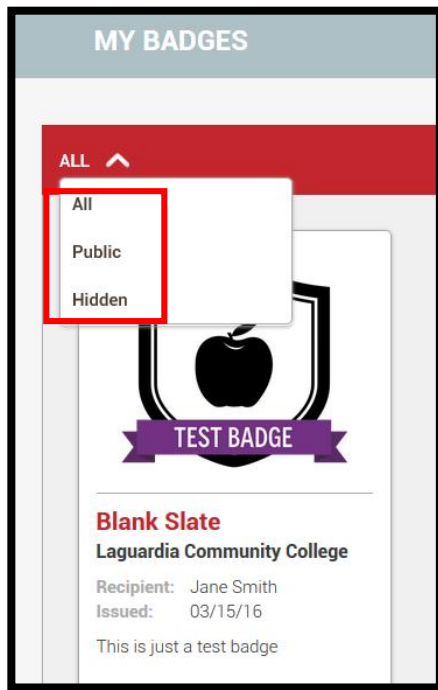 MY BADGES
ALL
All
Public
Hidden
TEST BADGE
Blank Slate
Laguardia Community College
Recipient: Jane Smith
Issued: 03/15/16
This is just a test badge